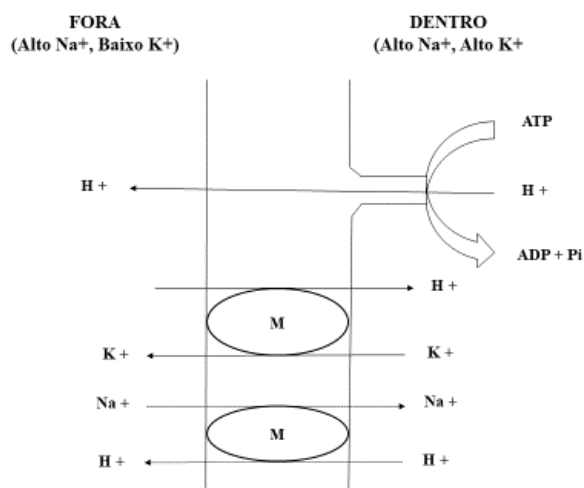 FORA
(Alto Na+, Baixo K+)
DENTRO
(Alto Na+, Alto K+
ATP
H +
H +
ADP + Pi
H +
M
K +
K +
Na +
Na +
M
H +
H +